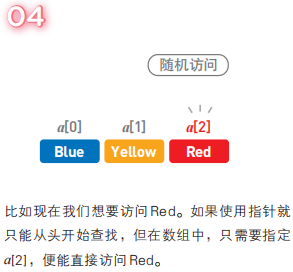 04
随机访问
a[0] a[1] a[2]
Blue Yellow Red
比如现在我们想要访问Red。如果使用指针就
只能从头开始查找，但在数组中，只需要指定
a[2]，便能直接访问Red。